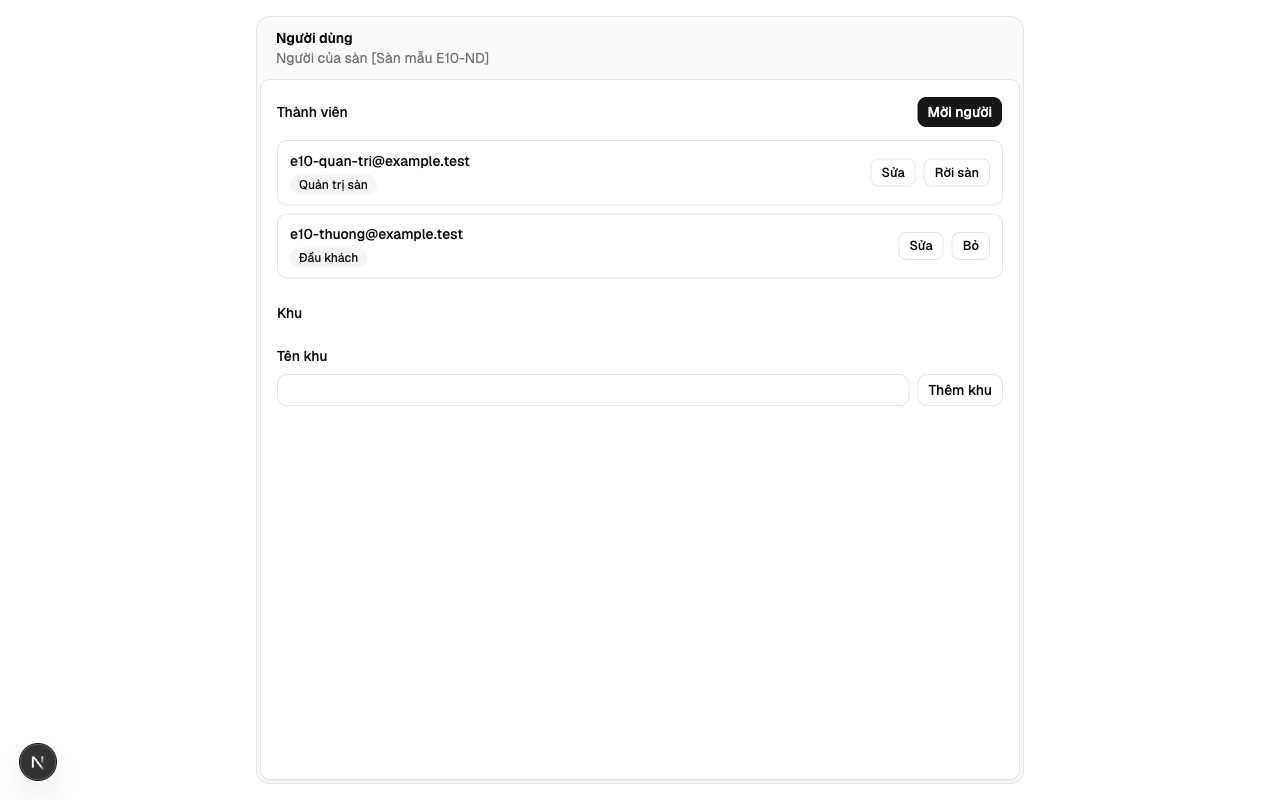 Người dùng
Người của sàn [Sàn mẫu E10-ND]
Thành viên
Mời người
e10-quan-tri@example.test
Quản trị sàn
Sửa
Rời sàn
e10-thuong@example.test
Đầu khách
Sửa
Bỏ
Khu
Tên khu
Thêm khu
N